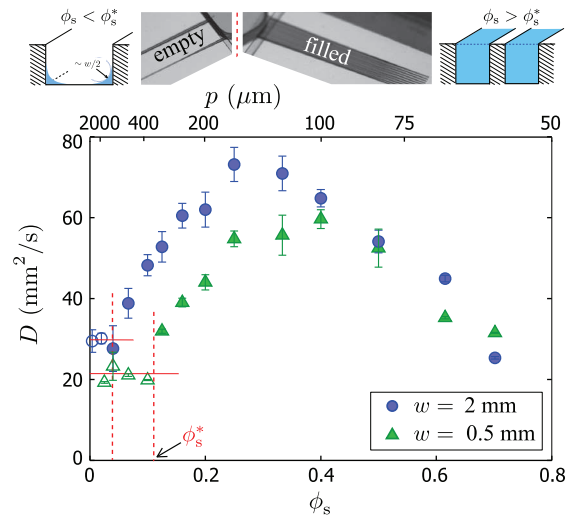 ϕₛ < ϕₛ*
~ w/2
empty
filled
ϕₛ > ϕₛ*
p (μm)
2000 400 200 100 75 50
80
60
40
20
0
D (mm²/s)
ϕₛ*
w = 2 mm
w = 0.5 mm
0 0.2 0.4 0.6 0.8
ϕₛ